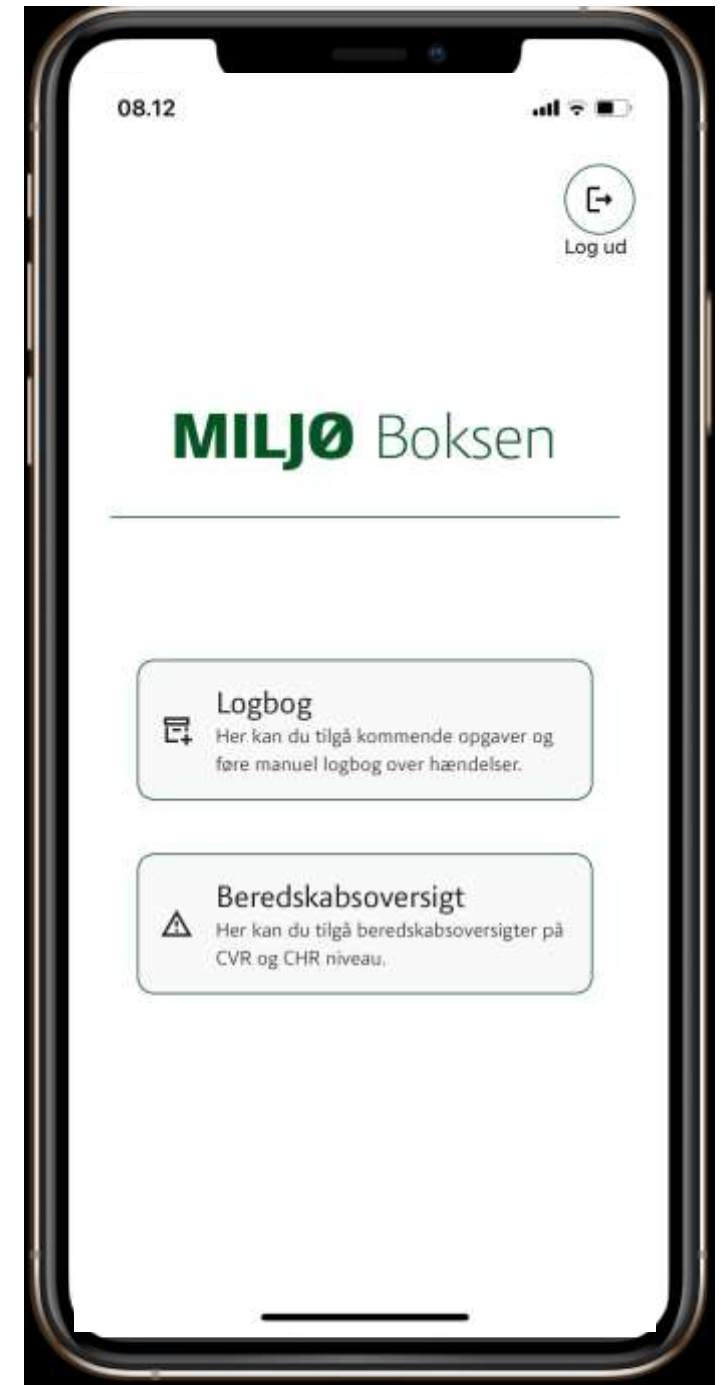 08.12
Log ud
MILJØ Boksen
Logbog
Her kan du tilgå kommende opgaver og
føre manuel logbog over hændelser.
Beredskabsoversigt
Her kan du tilgå beredskabsoversigter på
CVR og CHR niveau.